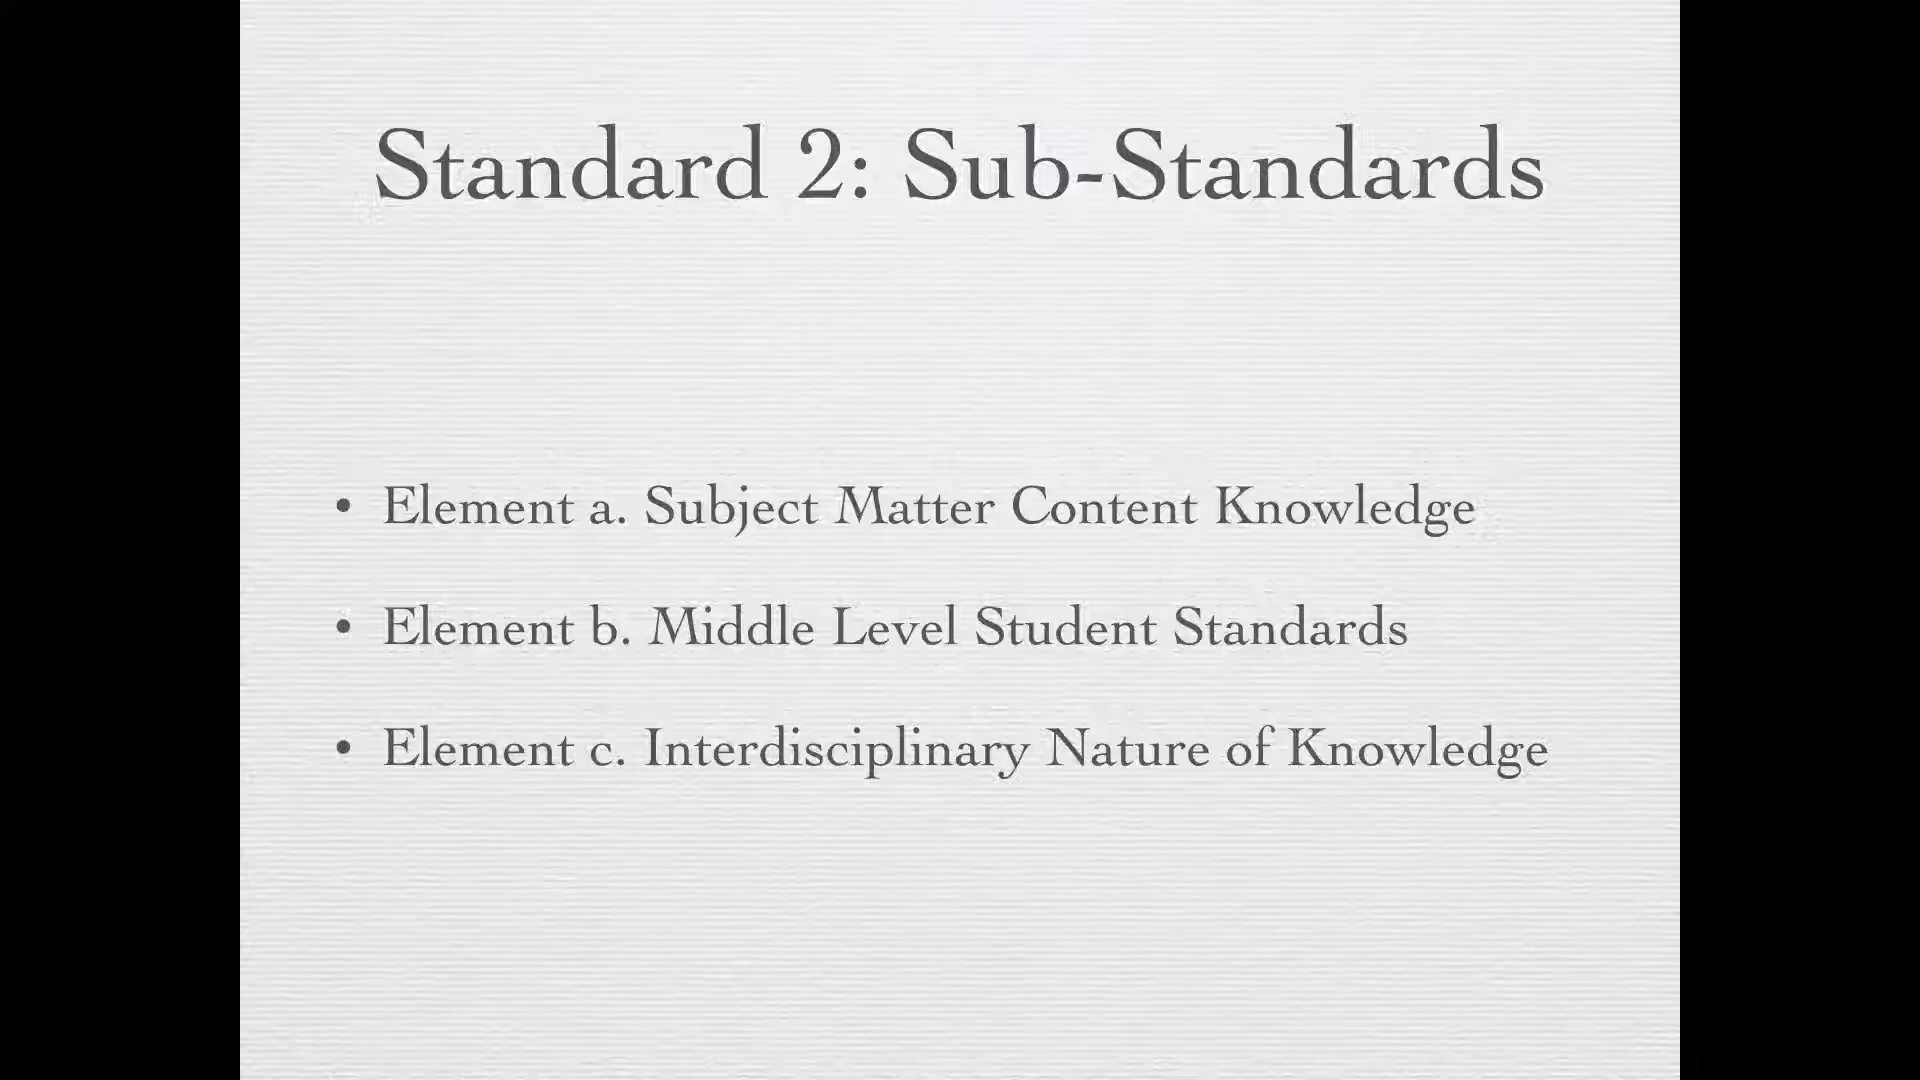 Standard 2: Sub-Standards
• Element a. Subject Matter Content Knowledge
• Element b. Middle Level Student Standards
• Element c. Interdisciplinary Nature of Knowledge